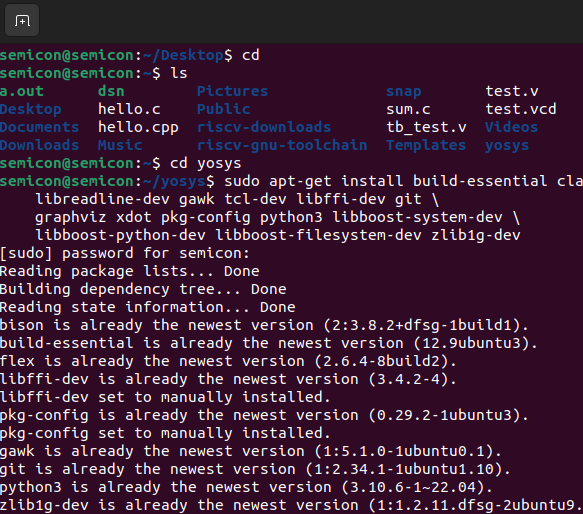 semicon@semicon:~/Desktop$ cd
semicon@semicon:~$ ls
a.out dsn Pictures snap test.v
Desktop hello.c Public sum.c test.vcd
Documents hello.cpp riscv-downloads tb_test.v Videos
Downloads Music riscv-gnu-toolchain Templates yosys
semicon@semicon:~$ cd yosys
semicon@semicon:~/yosys$ sudo apt-get install build-essential cla
libreadline-dev gawk tcl-dev libffi-dev git \
graphviz xdot pkg-config python3 libboost-system-dev \
libboost-python-dev libboost-filesystem-dev zlib1g-dev
[sudo] password for semicon:
Reading package lists... Done
Building dependency tree... Done
Reading state information... Done
bison is already the newest version (2:3.8.2+dfsg-1build1).
build-essential is already the newest version (12.9ubuntu3).
flex is already the newest version (2.6.4-8build2).
libffi-dev is already the newest version (3.4.2-4).
libffi-dev set to manually installed.
pkg-config is already the newest version (0.29.2-1ubuntu3).
pkg-config set to manually installed.
gawk is already the newest version (1:5.1.0-1ubuntu0.1).
git is already the newest version (1:2.34.1-1ubuntu1.10).
python3 is already the newest version (3.10.6-1~22.04).
zlib1g-dev is already the newest version (1:1.2.11.dfsg-2ubuntu9.